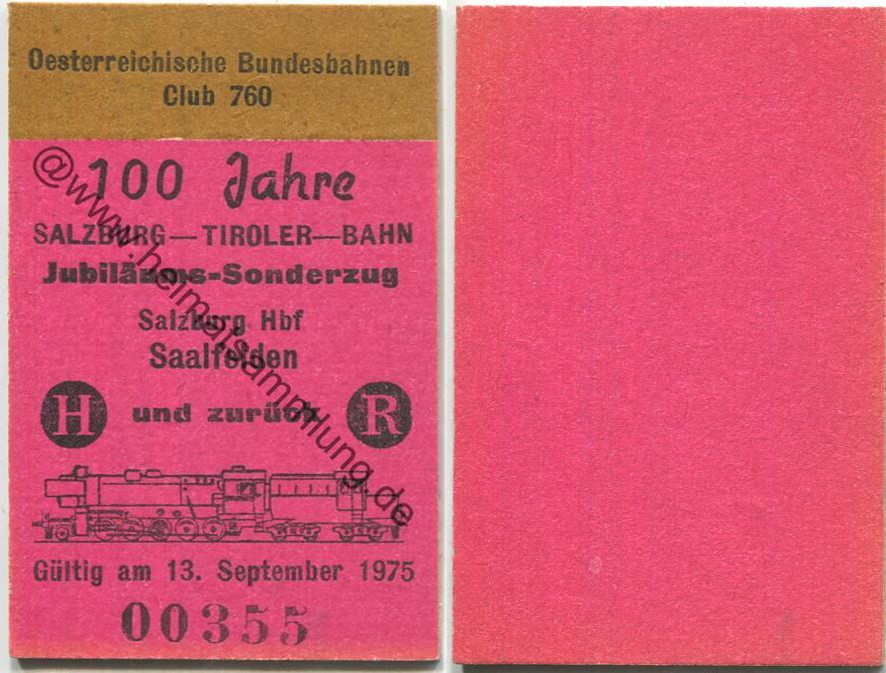 Oesterreichische Bundesbahnen
Club 760
100 Jahre
SALZBURG—TIROLER—BAHN
Jubiläums-Sonderzug
Salzburg Hbf
Saalfelden
H und zurück R
Gültig am 13. September 1975
00355
@www.heimatsammlung.de